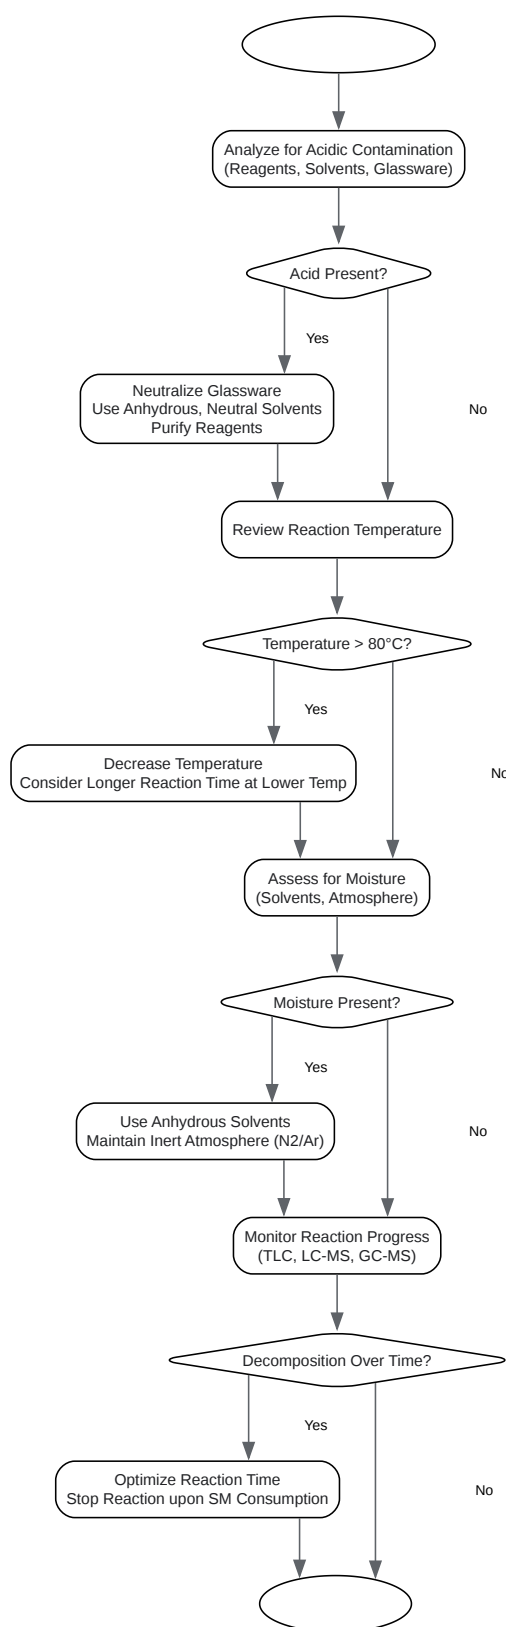 Analyze for Acidic Contamination
(Reagents, Solvents, Glassware)
Acid Present?
Yes
Neutralize Glassware
Use Anhydrous, Neutral Solvents
Purify Reagents
No
Review Reaction Temperature
Temperature > 80°C?
Yes
Decrease Temperature
Consider Longer Reaction Time at Lower Temp
No
Assess for Moisture
(Solvents, Atmosphere)
Moisture Present?
Yes
Use Anhydrous Solvents
Maintain Inert Atmosphere (N2/Ar)
No
Monitor Reaction Progress
(TLC, LC-MS, GC-MS)
Decomposition Over Time?
Yes
Optimize Reaction Time
Stop Reaction upon SM Consumption
No